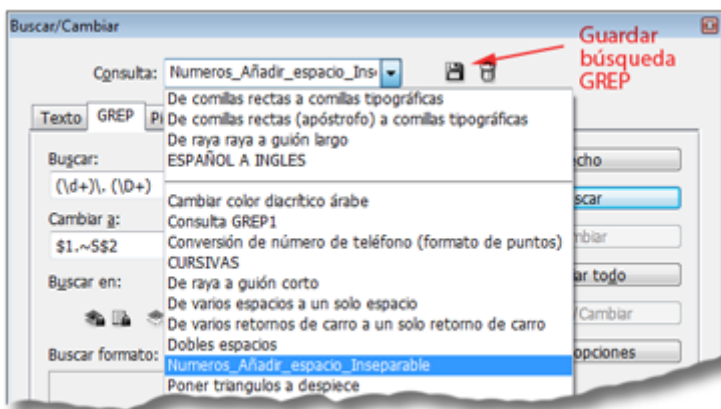 Buscar/Cambiar
Guardar
búsqueda
GREP
Consulta: Numeros_Añadir_espacio_Inse
De comillas rectas a comillas tipográficas
De comillas rectas (apóstrofo) a comillas tipográficas
De raya raya a guión largo
ESPAÑOL A INGLES
Cambiar color diacrítico árabe
Consulta GREP1
Conversión de número de teléfono (formato de puntos)
CURSIVAS
De raya a guión corto
De varios espacios a un solo espacio
De varios retornos de carro a un solo retorno de carro
Dobles espacios
Numeros_Añadir_espacio_Inseparable
Poner triangulos a despiece
Texto GREP
Buscar:
(\d+)\. (\D+)
Cambiar a:
$1.~S$2
Buscar en:
Buscar formato:
echo
scar
mbiar
ar todo
/Cambiar
opciones